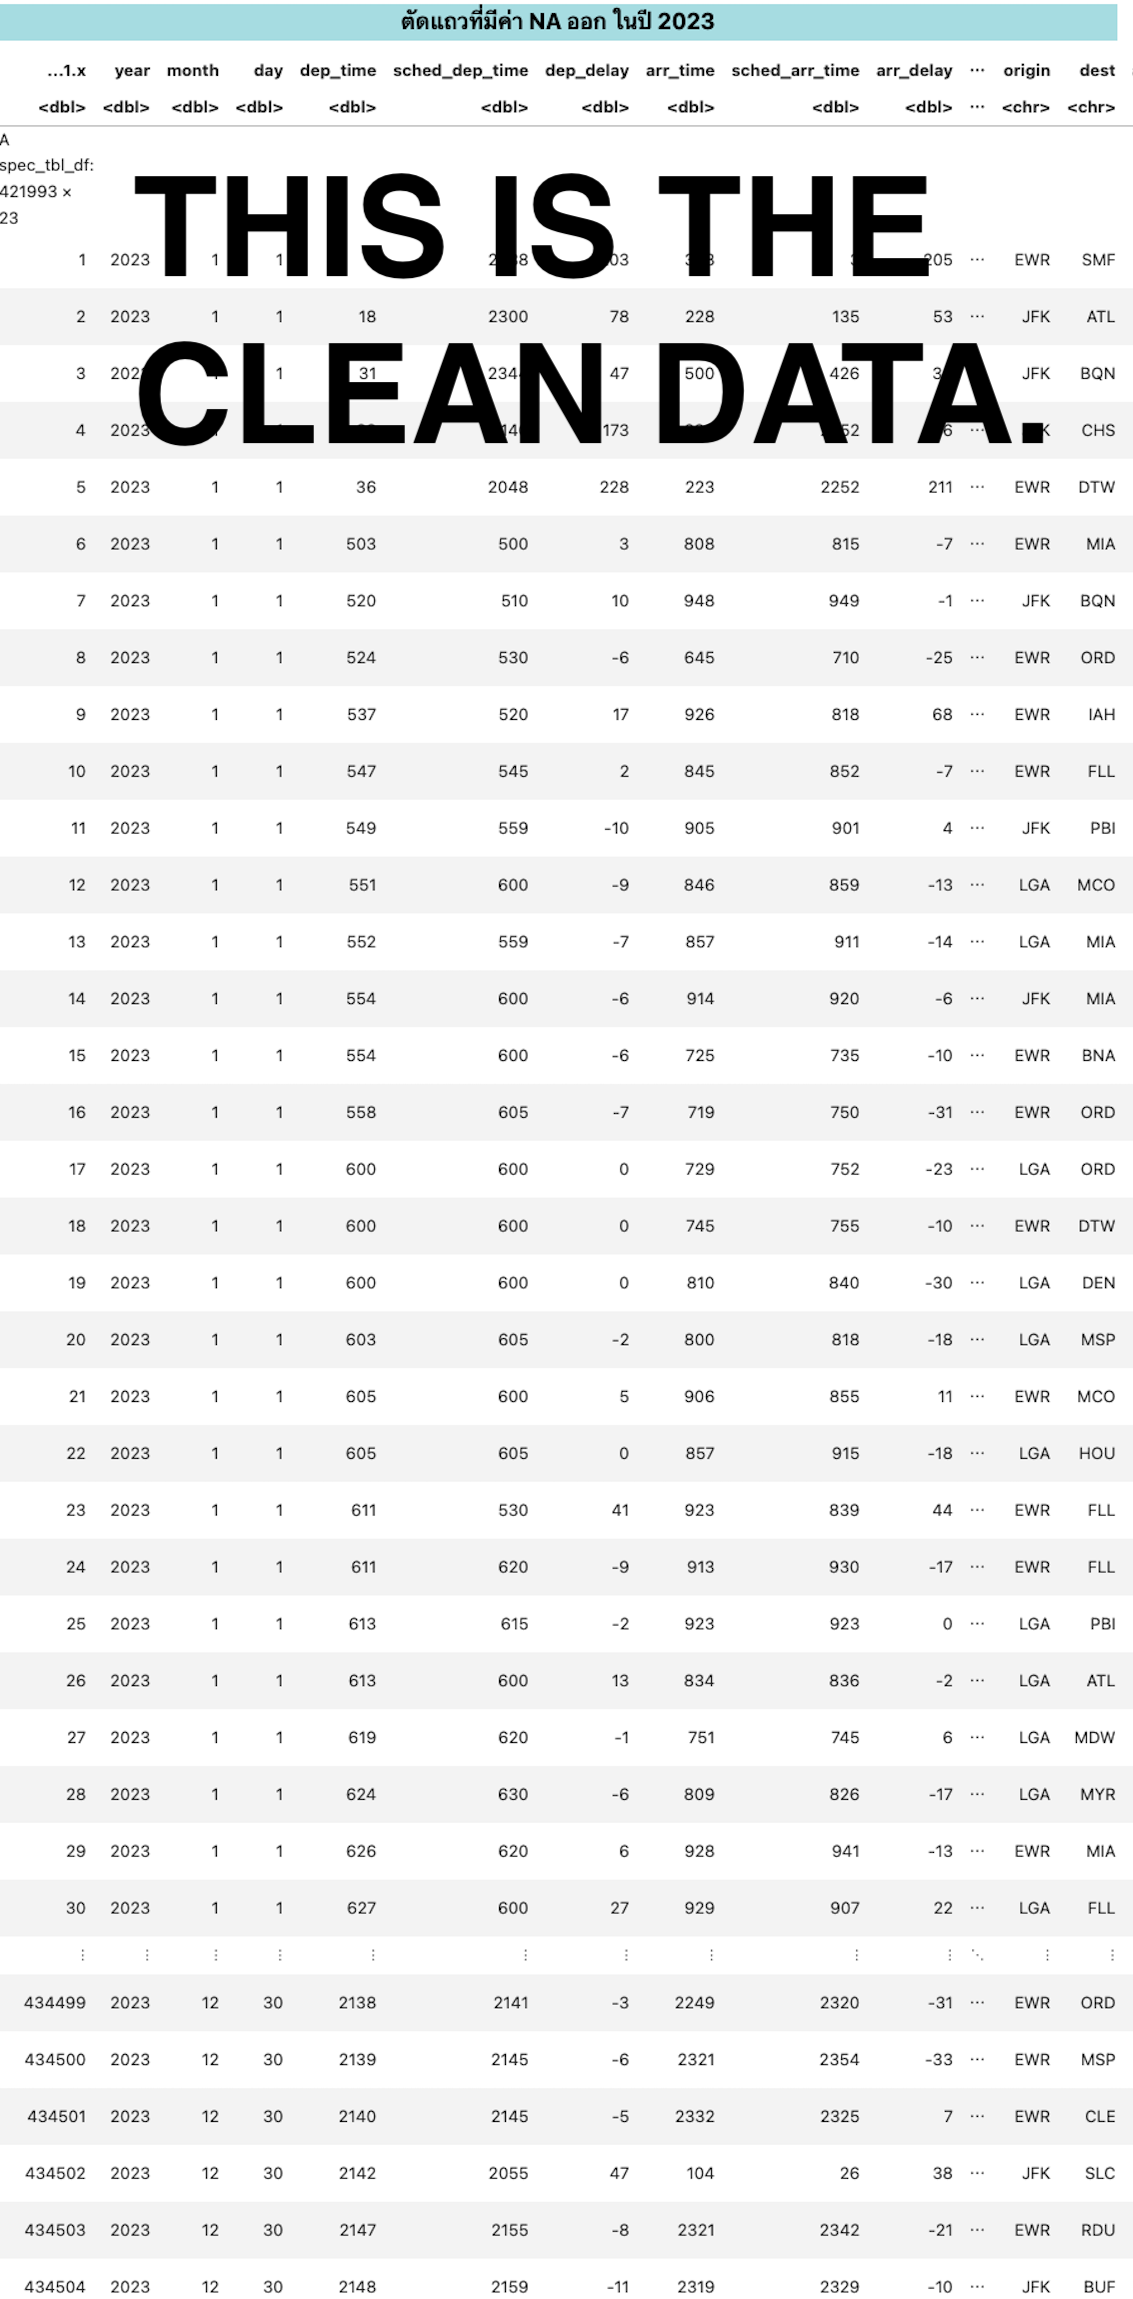 ตัดแถวที่มีค่า NA ออก ในปี 2023
...1.x year month day dep_time sched_dep_time dep_delay arr_time sched_arr_time arr_delay ⋯ origin dest
<dbl> <dbl> <dbl> <dbl> <dbl> <dbl> <dbl> <dbl> <dbl> <dbl> ⋯ <chr> <chr>
A
spec_tbl_df:
421993 ×
23
THIS IS THE
1 2023 1 1 205 ⋯ EWR SMF
2 2023 1 1 18 2300 78 228 135 53 ⋯ JFK ATL
CLEAN DATA.
3 1 31 47 500 426 JFK BQN
4 2023 173 ⋯ CHS
5 2023 1 1 36 2048 228 223 2252 211 ⋯ EWR DTW
6 2023 1 1 503 500 3 808 815 -7 ⋯ EWR MIA
7 2023 1 1 520 510 10 948 949 -1 ⋯ JFK BQN
8 2023 1 1 524 530 -6 645 710 -25 ⋯ EWR ORD
9 2023 1 1 537 520 17 926 818 68 ⋯ EWR IAH
10 2023 1 1 547 545 2 845 852 -7 ⋯ EWR FLL
11 2023 1 1 549 559 -10 905 901 4 ⋯ JFK PBI
12 2023 1 1 551 600 -9 846 859 -13 ⋯ LGA MCO
13 2023 1 1 552 559 -7 857 911 -14 ⋯ LGA MIA
14 2023 1 1 554 600 -6 914 920 -6 ⋯ JFK MIA
15 2023 1 1 554 600 -6 725 735 -10 ⋯ EWR BNA
16 2023 1 1 558 605 -7 719 750 -31 ⋯ EWR ORD
17 2023 1 1 600 600 0 729 752 -23 ⋯ LGA ORD
18 2023 1 1 600 600 0 745 755 -10 ⋯ EWR DTW
19 2023 1 1 600 600 0 810 840 -30 ⋯ LGA DEN
20 2023 1 1 603 605 -2 800 818 -18 ⋯ LGA MSP
21 2023 1 1 605 600 5 906 855 11 ⋯ EWR MCO
22 2023 1 1 605 605 0 857 915 -18 ⋯ LGA HOU
23 2023 1 1 611 530 41 923 839 44 ⋯ EWR FLL
24 2023 1 1 611 620 -9 913 930 -17 ⋯ EWR FLL
25 2023 1 1 613 615 -2 923 923 0 ⋯ LGA PBI
26 2023 1 1 613 600 13 834 836 -2 ⋯ LGA ATL
27 2023 1 1 619 620 -1 751 745 6 ⋯ LGA MDW
28 2023 1 1 624 630 -6 809 826 -17 ⋯ LGA MYR
29 2023 1 1 626 620 6 928 941 -13 ⋯ EWR MIA
30 2023 1 1 627 600 27 929 907 22 ⋯ LGA FLL
⋮ ⋮ ⋮ ⋮ ⋮ ⋮ ⋮ ⋮ ⋮ ⋮ ⋱ ⋮ ⋮
434499 2023 12 30 2138 2141 -3 2249 2320 -31 ⋯ EWR ORD
434500 2023 12 30 2139 2145 -6 2321 2354 -33 ⋯ EWR MSP
434501 2023 12 30 2140 2145 -5 2332 2325 7 ⋯ EWR CLE
434502 2023 12 30 2142 2055 47 104 26 38 ⋯ JFK SLC
434503 2023 12 30 2147 2155 -8 2321 2342 -21 ⋯ EWR RDU
434504 2023 12 30 2148 2159 -11 2319 2329 -10 ⋯ JFK BUF